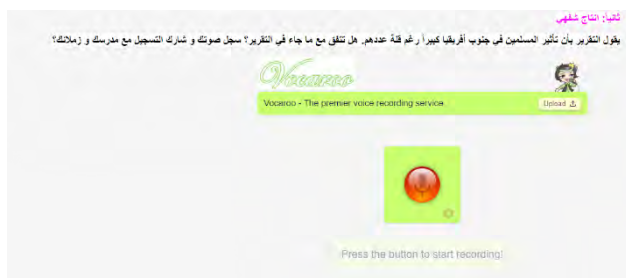 ثانياً: انتاج شفهي
يقول التقرير بأن تأثير المسلمين في جنوب أفريقيا كبيراً رغم قلة عددهم. هل تتفق مع ما جاء في التقرير؟ سجل صوتك و شارك التسجيل مع مدرسك و زملائك؟
Vocaroo
Vocaroo - The premier voice recording service.
Upload
Press the button to start recording!